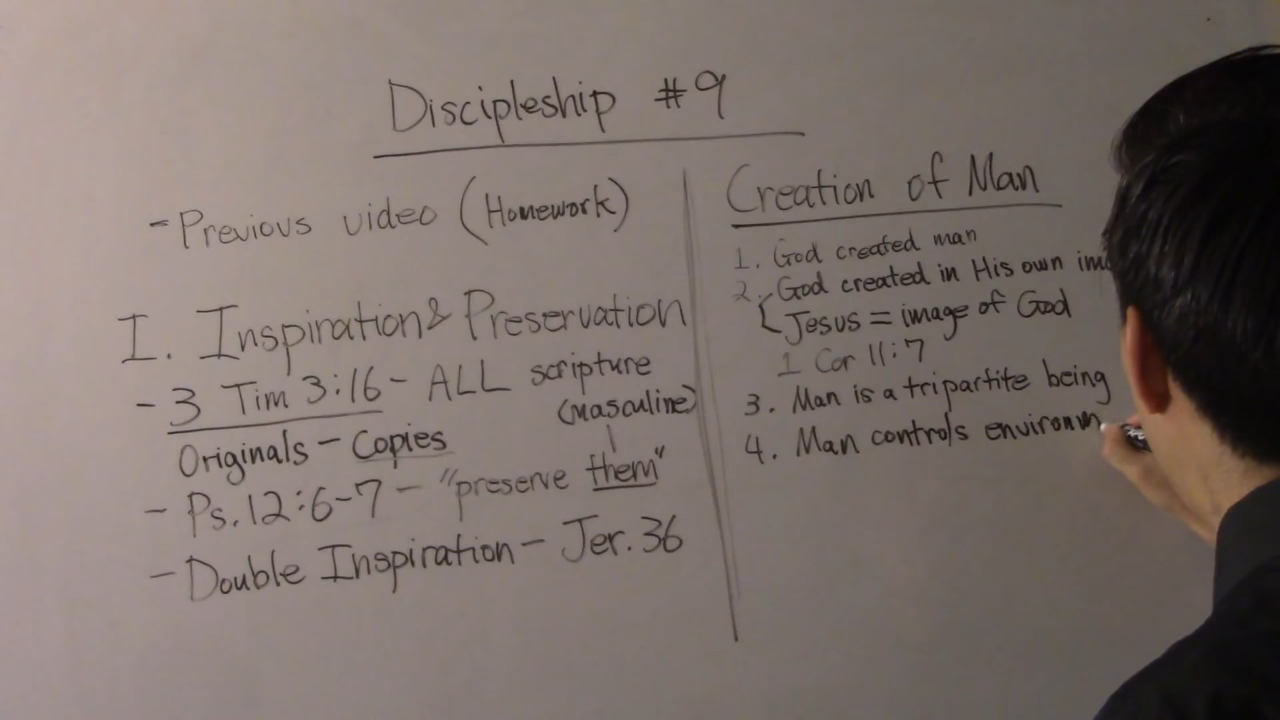 Discipleship #9
- Previous video (Homework)
I. Inspiration & Preservation
- 3 Tim 3:16 - ALL scripture
(masculine)
Originals - Copies
- Ps. 12:6-7 - "preserve them"
- Double Inspiration - Jer. 36
Creation of Man
1. God created man
2. God created in His own im
Jesus = image of God
1 Cor 11:7
3. Man is a tripartite being
4. Man controls environm